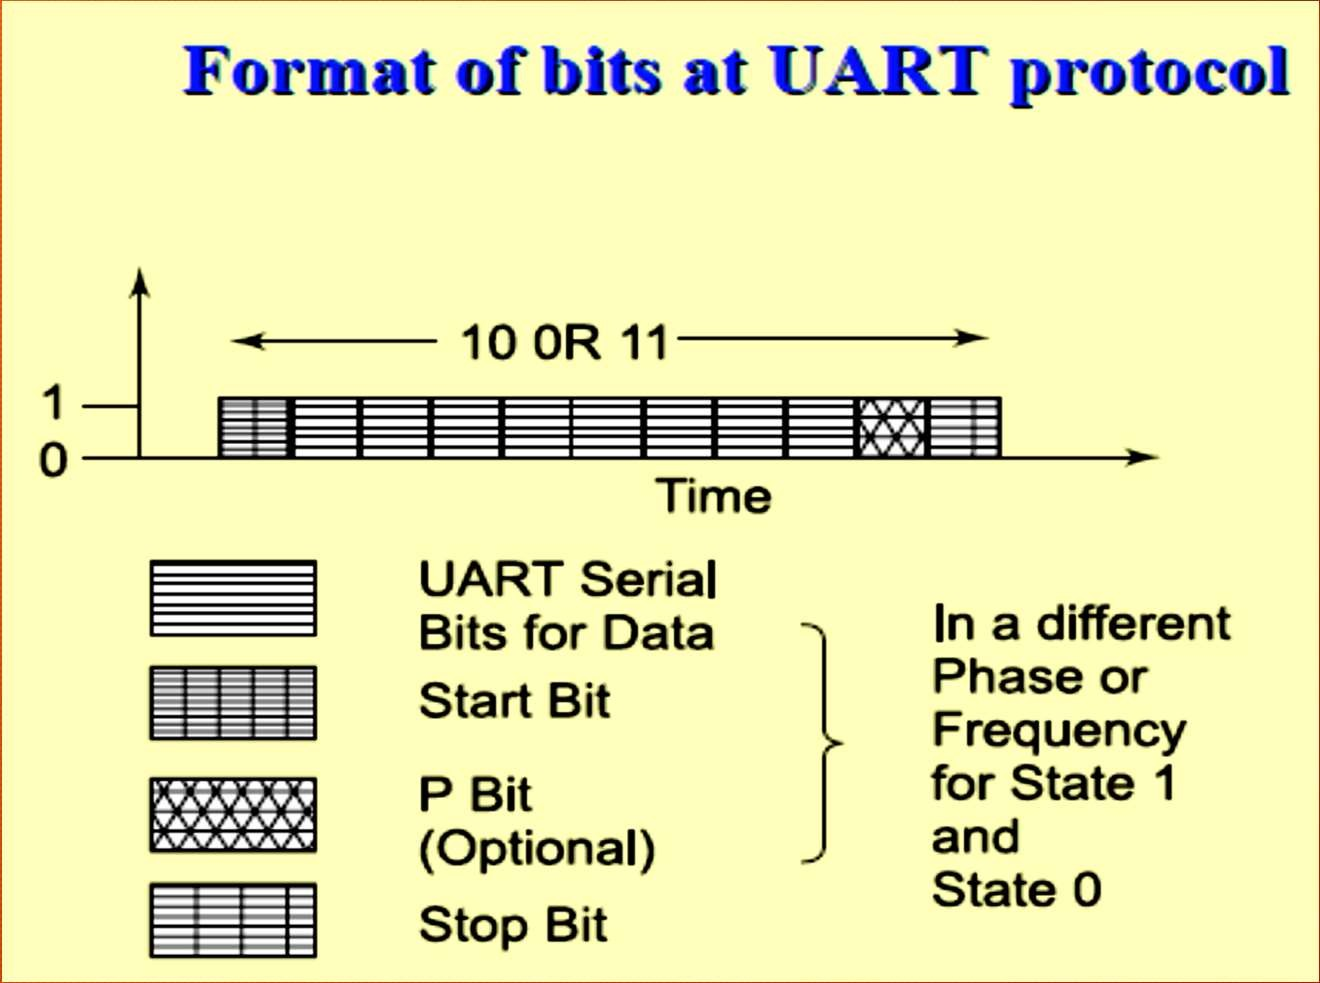 Format of bits at UART protocol
10 0R 11
1
0
Time
UART Serial
Bits for Data
Start Bit
P Bit
(Optional)
Stop Bit
In a different
Phase or
Frequency
for State 1
and
State 0